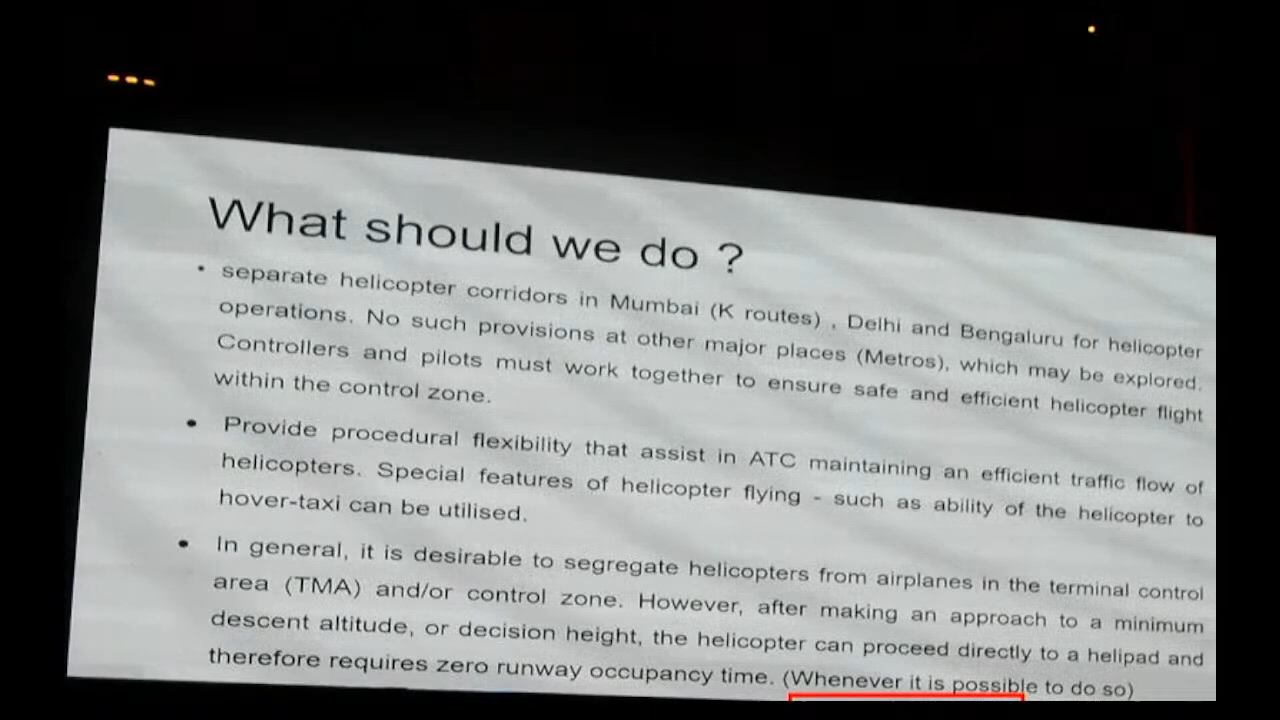 What should we do ?
• separate helicopter corridors in Mumbai (K routes) , Delhi and Bengaluru for helicopter
operations. No such provisions at other major places (Metros), which may be explored.
Controllers and pilots must work together to ensure safe and efficient helicopter flight
within the control zone.
• Provide procedural flexibility that assist in ATC maintaining an efficient traffic flow of
helicopters. Special features of helicopter flying - such as ability of the helicopter to
hover-taxi can be utilised.
• In general, it is desirable to segregate helicopters from airplanes in the terminal control
area (TMA) and/or control zone. However, after making an approach to a minimum
descent altitude, or decision height, the helicopter can proceed directly to a helipad and
therefore requires zero runway occupancy time. (Whenever it is possible to do so)